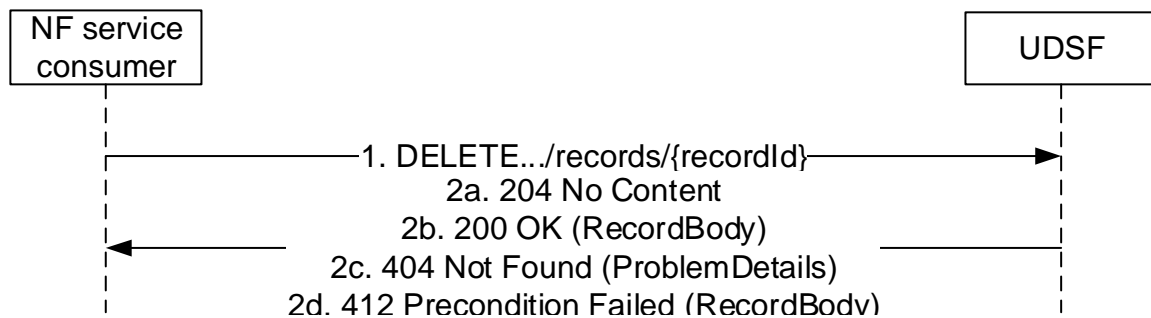 NF service
consumer
UDSF
1. DELETE.../records/{recordId}
2a. 204 No Content
2b. 200 OK (RecordBody)
2c. 404 Not Found (ProblemDetails)
2d. 412 Precondition Failed (RecordBody)